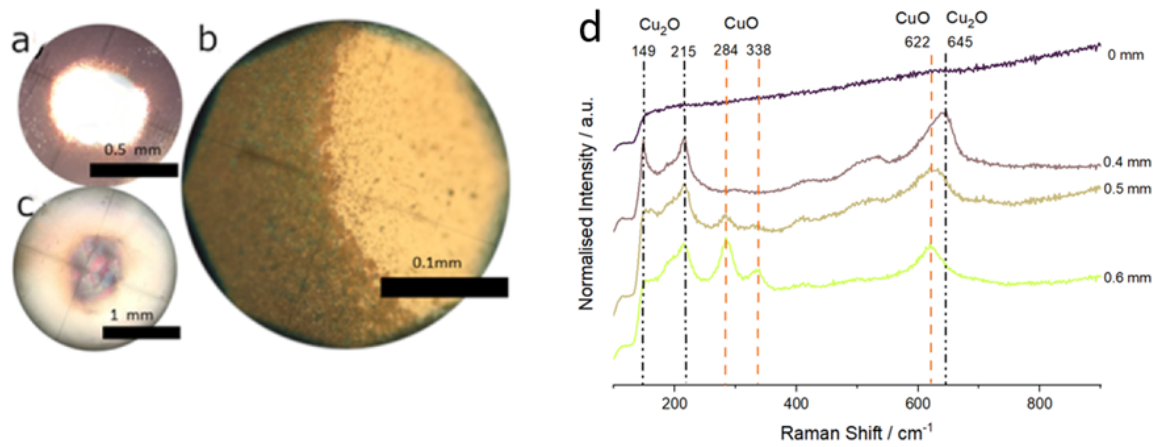 a)
0.5 mm
b
0.1mm
c
1 mm
d
Cu₂O CuO CuO Cu₂O
149 215 284 338 622 645
0 mm
0.4 mm
0.5 mm
0.6 mm
Normalised Intensity / a.u.
200 400 600 800
Raman Shift / cm⁻¹